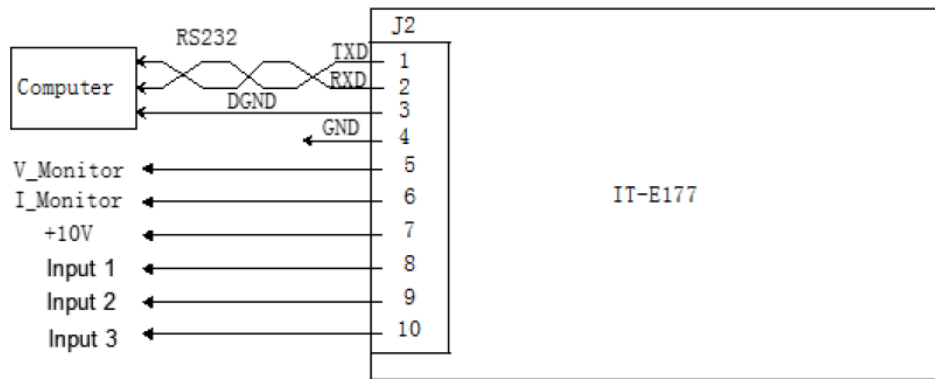 J2
RS232
TXD
1
Computer
RXD
2
DGND
3
GND
4
V_Monitor
5
IT-E177
I_Monitor
6
+10V
7
Input 1
8
Input 2
9
Input 3
10